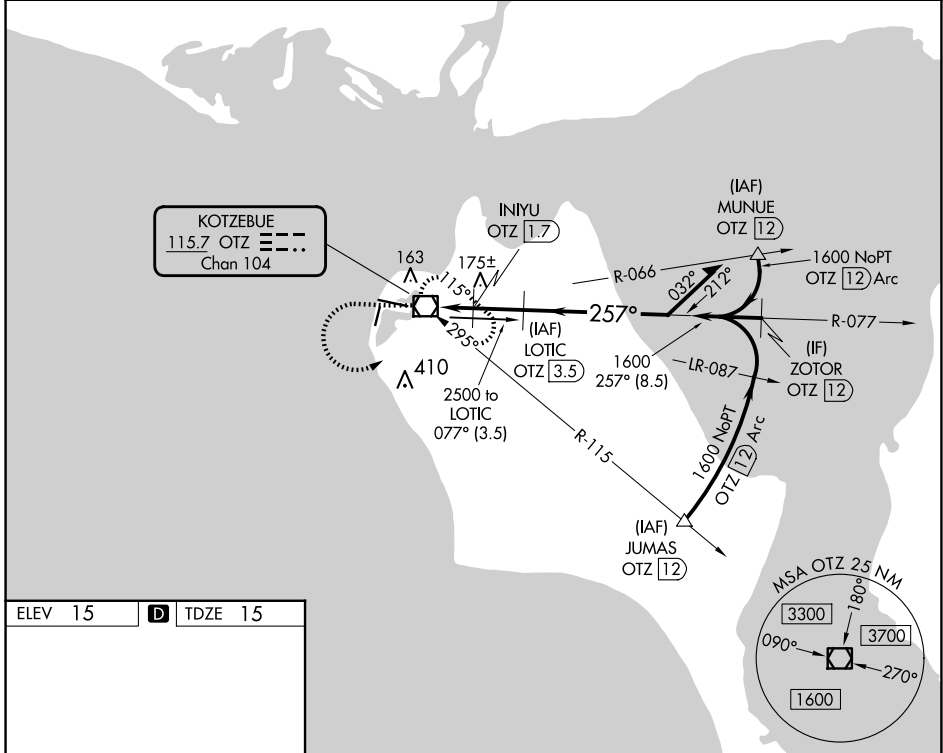 KOTZEBUE
115.7 OTZ
Chan 104
INIYU
OTZ 1.7
(IAF)
MUNUE
OTZ 12
1600 NoPT
OTZ 12 Arc
163
175±
115°
295°
R-066
032°
212°
257°
R-077
(IAF)
LOTIC
OTZ 3.5
1600
257° (8.5)
LR-087
(IF)
ZOTOR
OTZ 12
410
2500 to
LOTIC
077° (3.5)
R-115
1600 NoPT
OTZ 12 Arc
(IAF)
JUMAS
OTZ 12
MSA OTZ 25 NM
3300
180°
3700
090°
270°
1600
ELEV 15 D TDZE 15